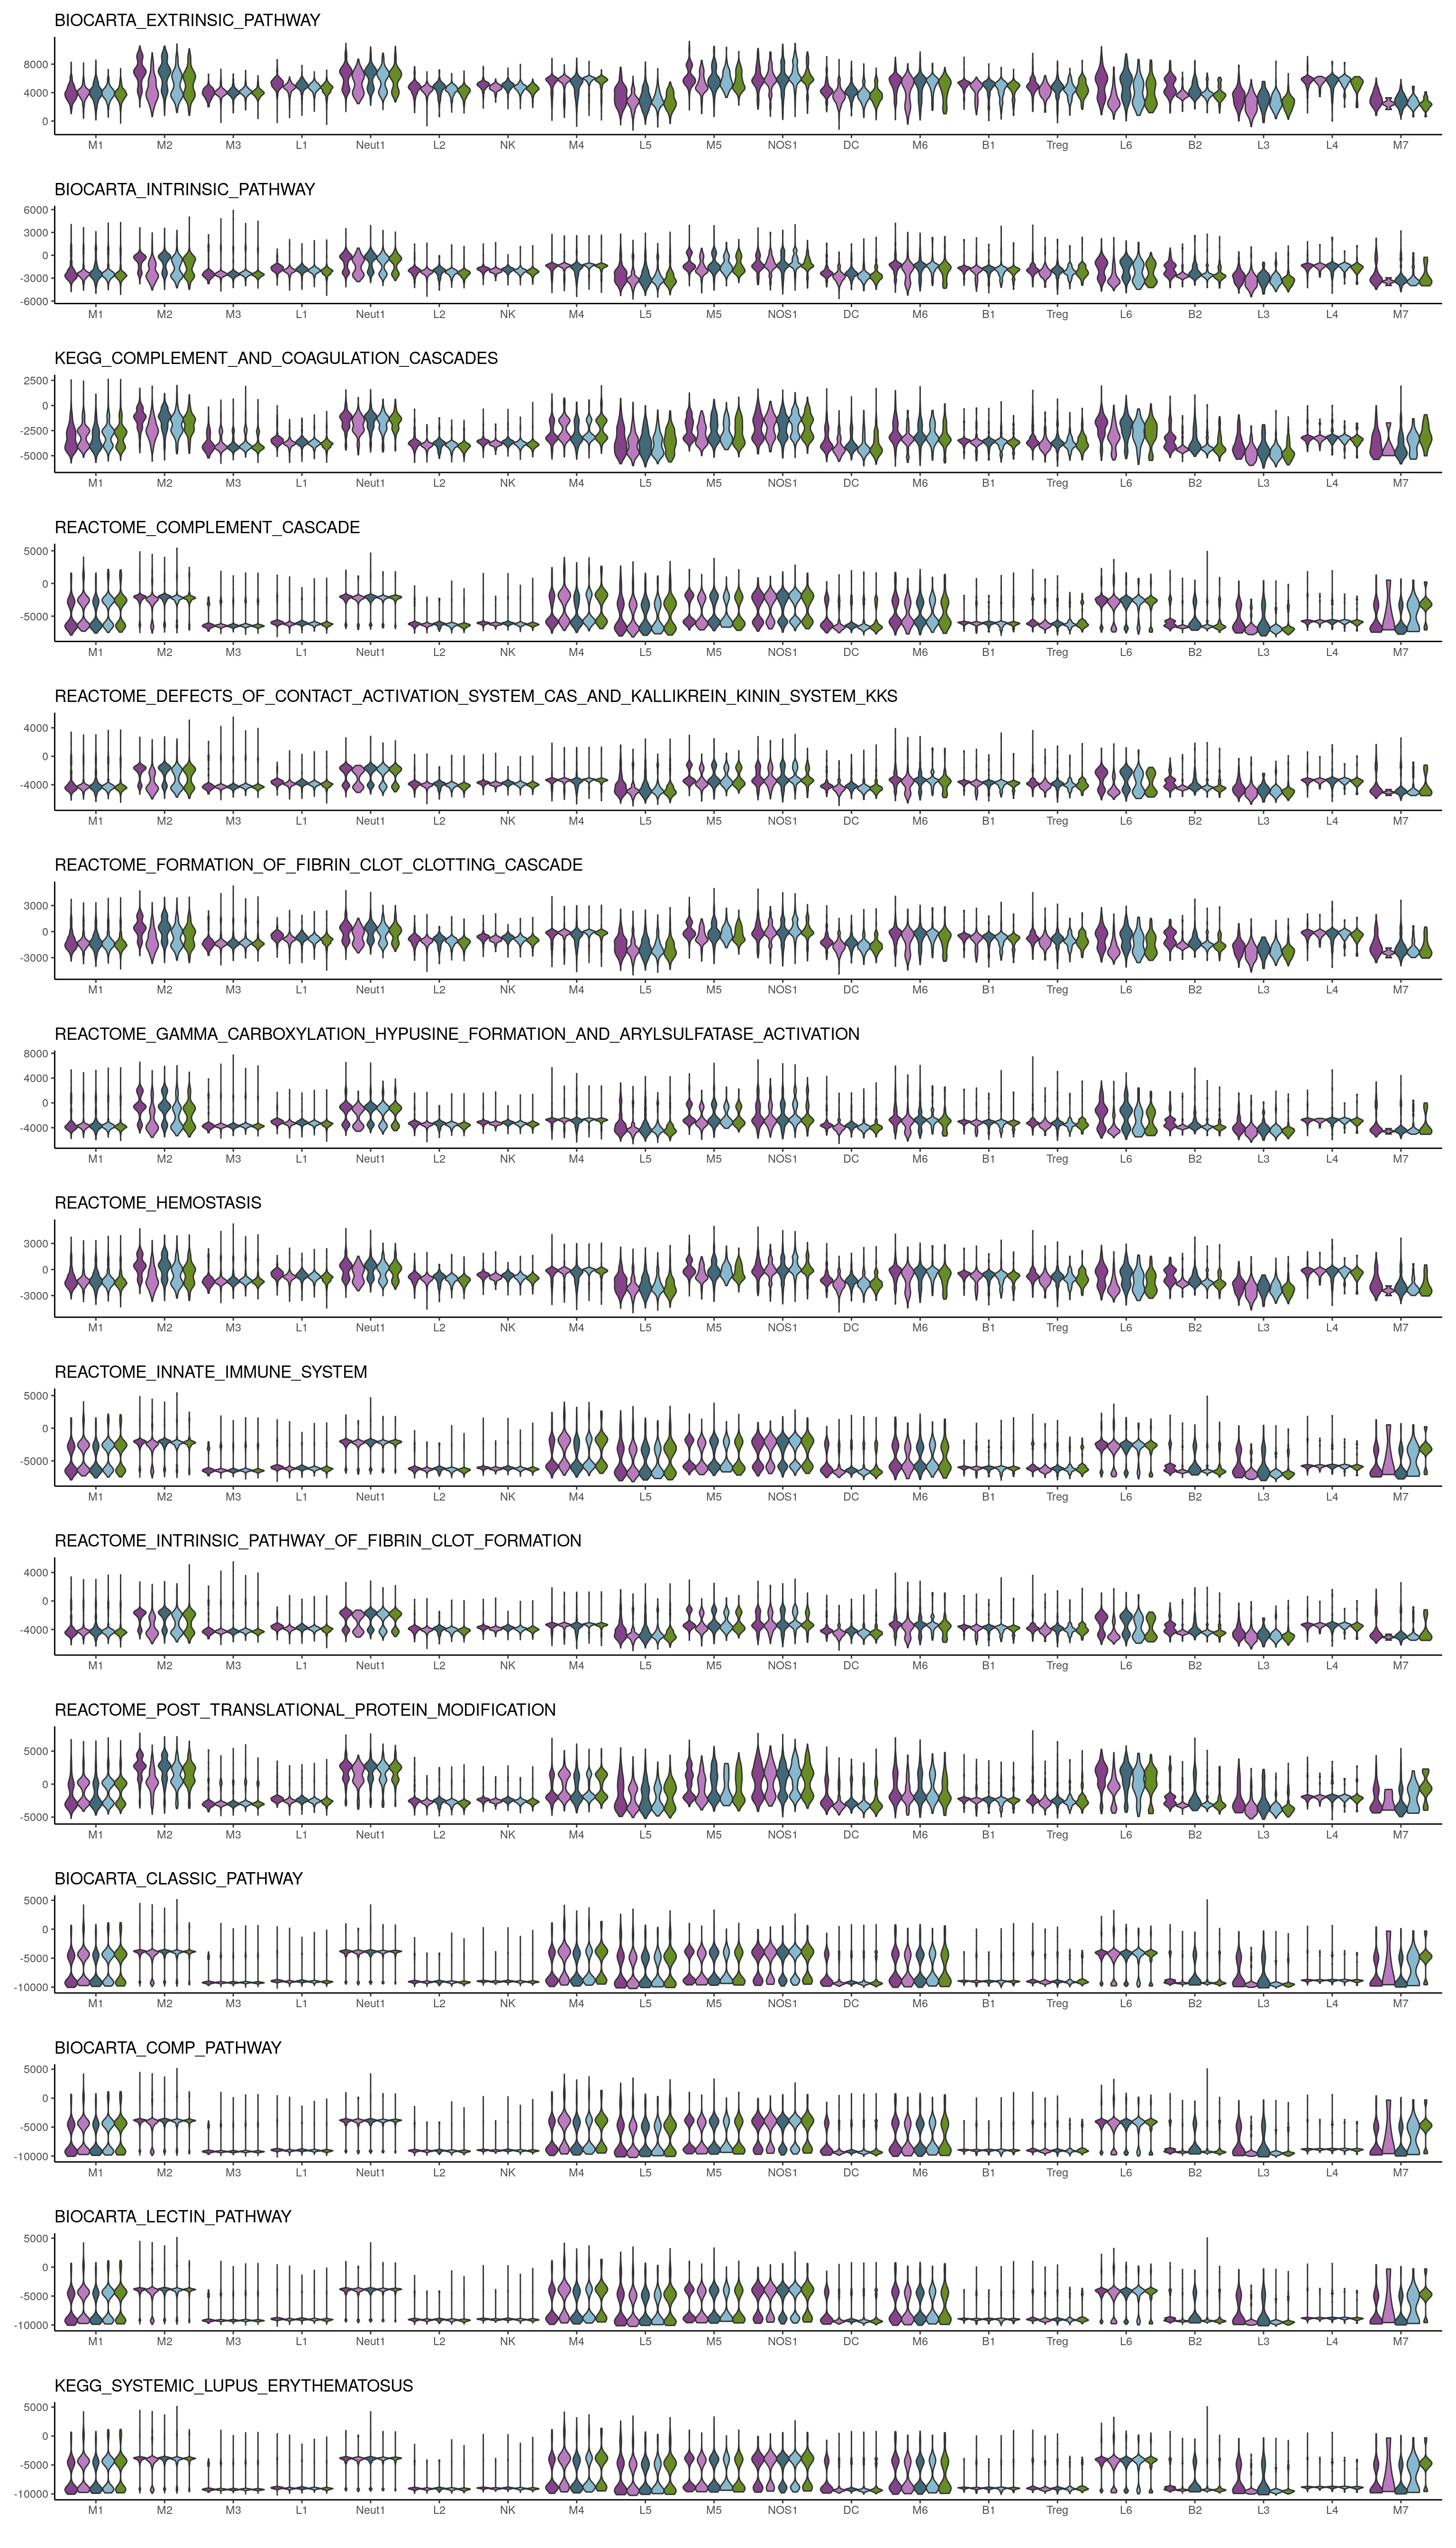 BIOCARTA_EXTRINSIC_PATHWAY
8000
4000
0
M1 M2 M3 L1 Neut1 L2 NK M4 L5 M5 NOS1 DC M6 B1 Treg L6 B2 L3 L4 M7
BIOCARTA_INTRINSIC_PATHWAY
6000
3000
0
-3000
-6000
M1 M2 M3 L1 Neut1 L2 NK M4 L5 M5 NOS1 DC M6 B1 Treg L6 B2 L3 L4 M7
KEGG_COMPLEMENT_AND_COAGULATION_CASCADES
2500
0
-2500
-5000
M1 M2 M3 L1 Neut1 L2 NK M4 L5 M5 NOS1 DC M6 B1 Treg L6 B2 L3 L4 M7
REACTOME_COMPLEMENT_CASCADE
5000
0
-5000
M1 M2 M3 L1 Neut1 L2 NK M4 L5 M5 NOS1 DC M6 B1 Treg L6 B2 L3 L4 M7
REACTOME_DEFECTS_OF_CONTACT_ACTIVATION_SYSTEM_CAS_AND_KALLIKREIN_KININ_SYSTEM_KKS
4000
0
-4000
M1 M2 M3 L1 Neut1 L2 NK M4 L5 M5 NOS1 DC M6 B1 Treg L6 B2 L3 L4 M7
REACTOME_FORMATION_OF_FIBRIN_CLOT_CLOTTING_CASCADE
3000
0
-3000
M1 M2 M3 L1 Neut1 L2 NK M4 L5 M5 NOS1 DC M6 B1 Treg L6 B2 L3 L4 M7
REACTOME_GAMMA_CARBOXYLATION_HYPUSINE_FORMATION_AND_ARYLSULFATASE_ACTIVATION
8000
4000
0
-4000
M1 M2 M3 L1 Neut1 L2 NK M4 L5 M5 NOS1 DC M6 B1 Treg L6 B2 L3 L4 M7
REACTOME_HEMOSTASIS
3000
0
-3000
M1 M2 M3 L1 Neut1 L2 NK M4 L5 M5 NOS1 DC M6 B1 Treg L6 B2 L3 L4 M7
REACTOME_INNATE_IMMUNE_SYSTEM
5000
0
-5000
M1 M2 M3 L1 Neut1 L2 NK M4 L5 M5 NOS1 DC M6 B1 Treg L6 B2 L3 L4 M7
REACTOME_INTRINSIC_PATHWAY_OF_FIBRIN_CLOT_FORMATION
4000
0
-4000
M1 M2 M3 L1 Neut1 L2 NK M4 L5 M5 NOS1 DC M6 B1 Treg L6 B2 L3 L4 M7
REACTOME_POST_TRANSLATIONAL_PROTEIN_MODIFICATION
5000
0
-5000
M1 M2 M3 L1 Neut1 L2 NK M4 L5 M5 NOS1 DC M6 B1 Treg L6 B2 L3 L4 M7
BIOCARTA_CLASSIC_PATHWAY
5000
0
-5000
-10000
M1 M2 M3 L1 Neut1 L2 NK M4 L5 M5 NOS1 DC M6 B1 Treg L6 B2 L3 L4 M7
BIOCARTA_COMP_PATHWAY
5000
0
-5000
-10000
M1 M2 M3 L1 Neut1 L2 NK M4 L5 M5 NOS1 DC M6 B1 Treg L6 B2 L3 L4 M7
BIOCARTA_LECTIN_PATHWAY
5000
0
-5000
-10000
M1 M2 M3 L1 Neut1 L2 NK M4 L5 M5 NOS1 DC M6 B1 Treg L6 B2 L3 L4 M7
KEGG_SYSTEMIC_LUPUS_ERYTHEMATOSUS
5000
0
-5000
-10000
M1 M2 M3 L1 Neut1 L2 NK M4 L5 M5 NOS1 DC M6 B1 Treg L6 B2 L3 L4 M7